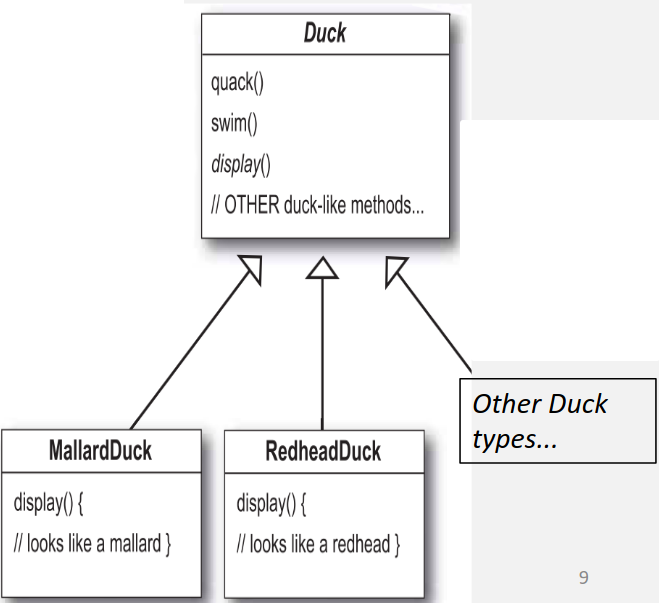 Duck
quack()
swim()
display()
// OTHER duck-like methods...
MallardDuck
display() {
// looks like a mallard }
RedheadDuck
display() {
// looks like a redhead }
Other Duck
types...
9